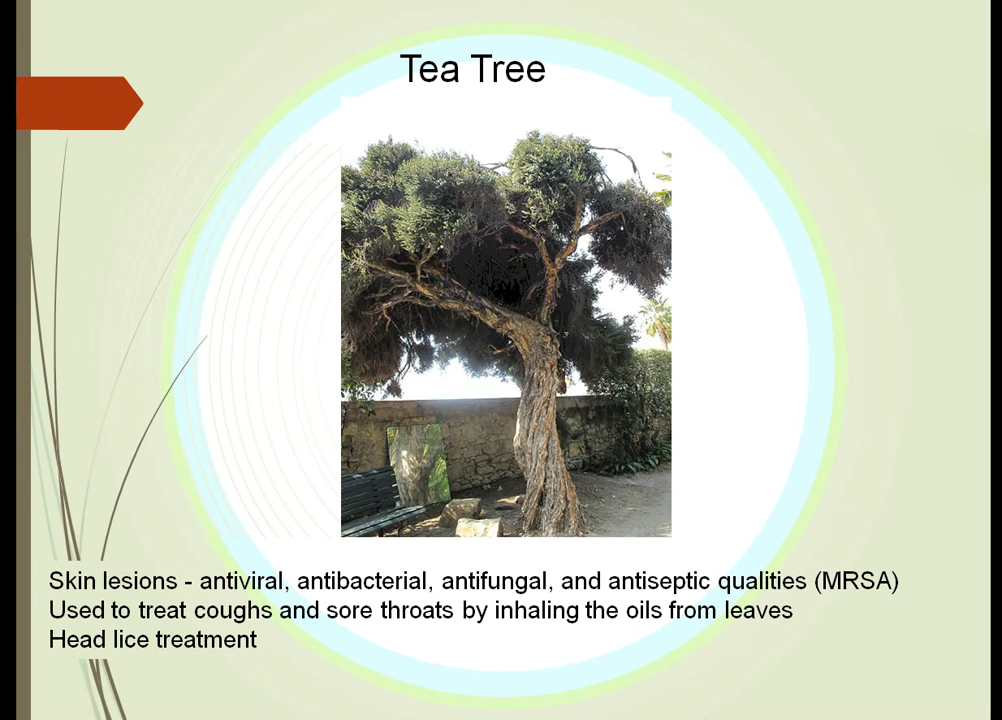 Tea Tree
Skin lesions - antiviral, antibacterial, antifungal, and antiseptic qualities (MRSA)
Used to treat coughs and sore throats by inhaling the oils from leaves
Head lice treatment